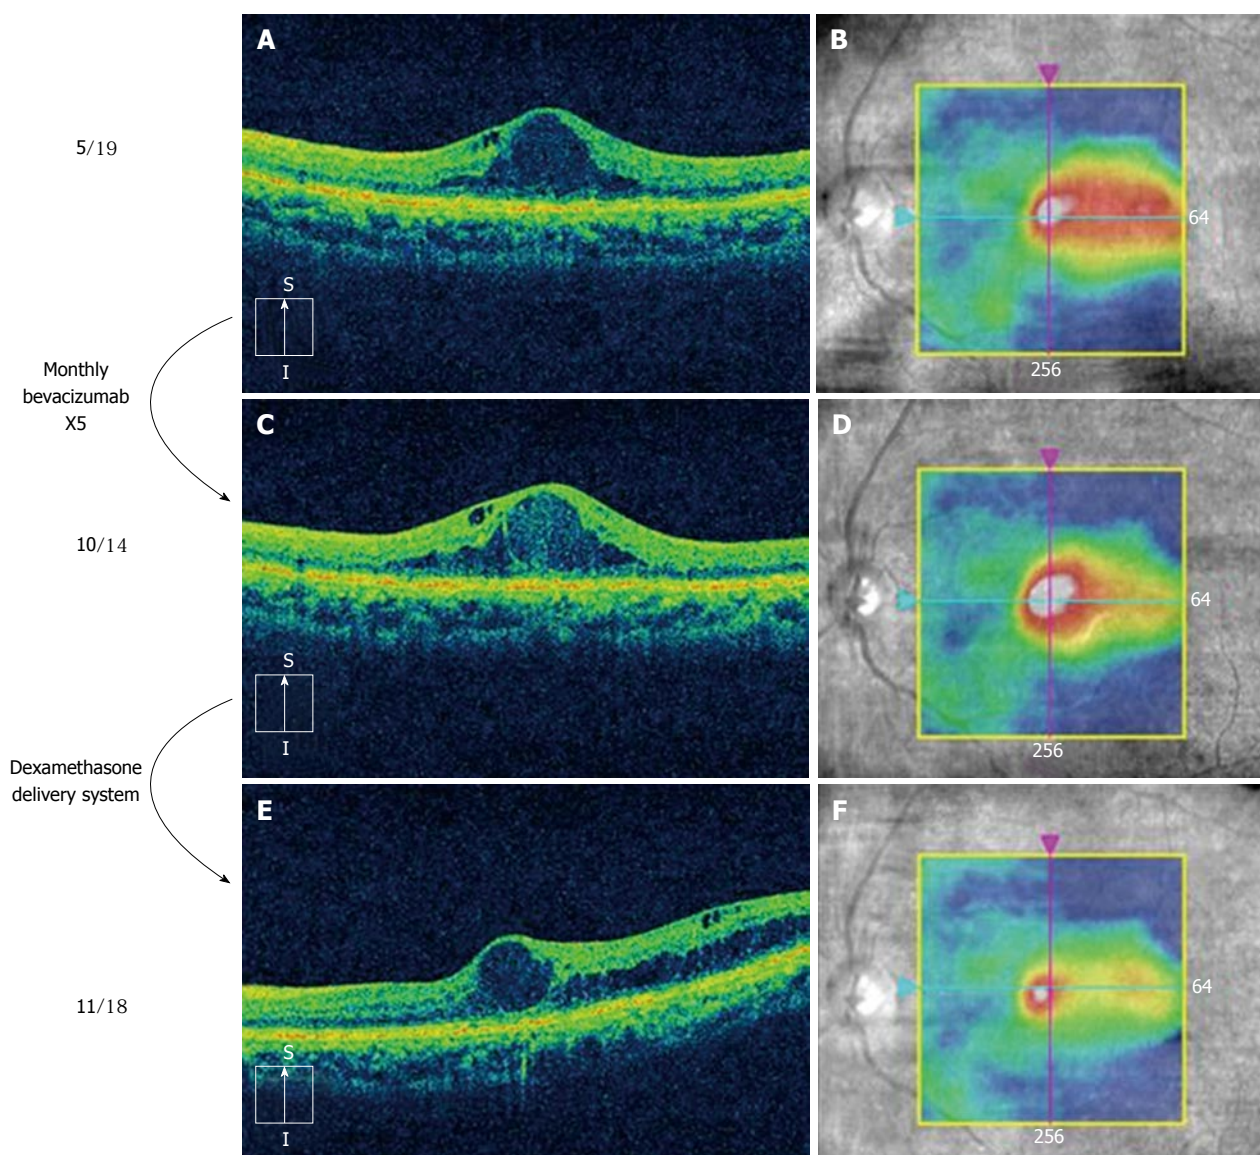 A
B
5/19
S
I
64
256
Monthly
bevacizumab
X5
C
D
10/14
S
I
64
256
Dexamethasone
delivery system
E
F
11/18
S
I
64
256